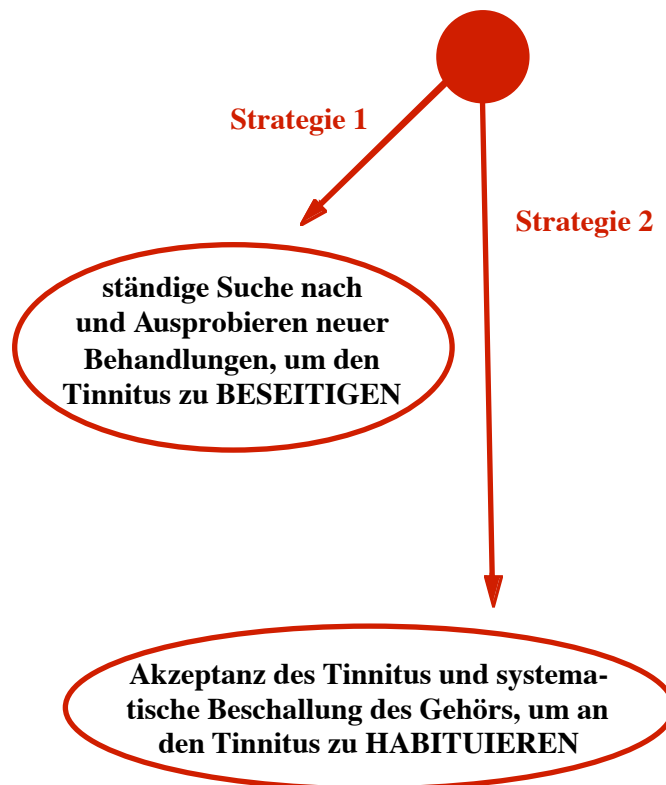 Strategie 1
Strategie 2
ständige Suche nach
und Ausprobieren neuer
Behandlungen, um den
Tinnitus zu BESEITIGEN
Akzeptanz des Tinnitus und systema-
tische Beschallung des Gehörs, um an
den Tinnitus zu HABITUIEREN